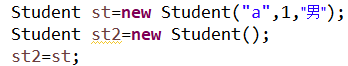 Student st=new Student("a",1,"男");
Student st2=new Student();
st2=st;